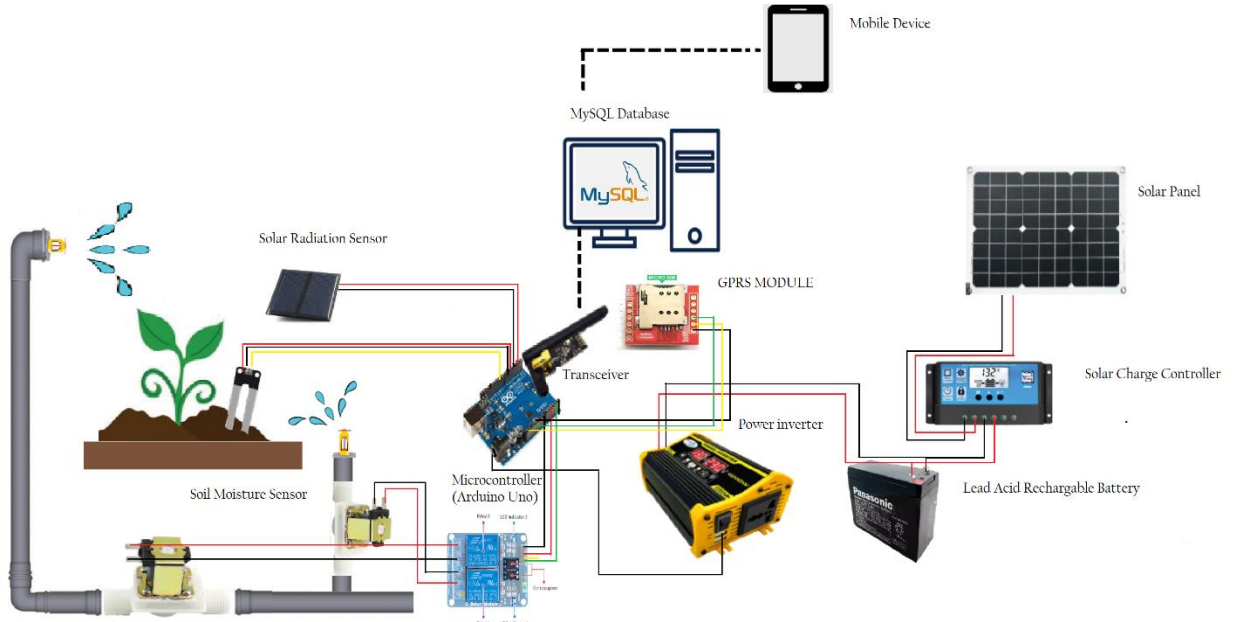 Mobile Device
MySQL Database
MySQL
Solar Panel
Solar Radiation Sensor
GPRS MODULE
Transceiver
Solar Charge Controller
Power inverter
Microcontroller
(Arduino Uno)
Soil Moisture Sensor
Lead Acid Rechargable Battery
Panasonic